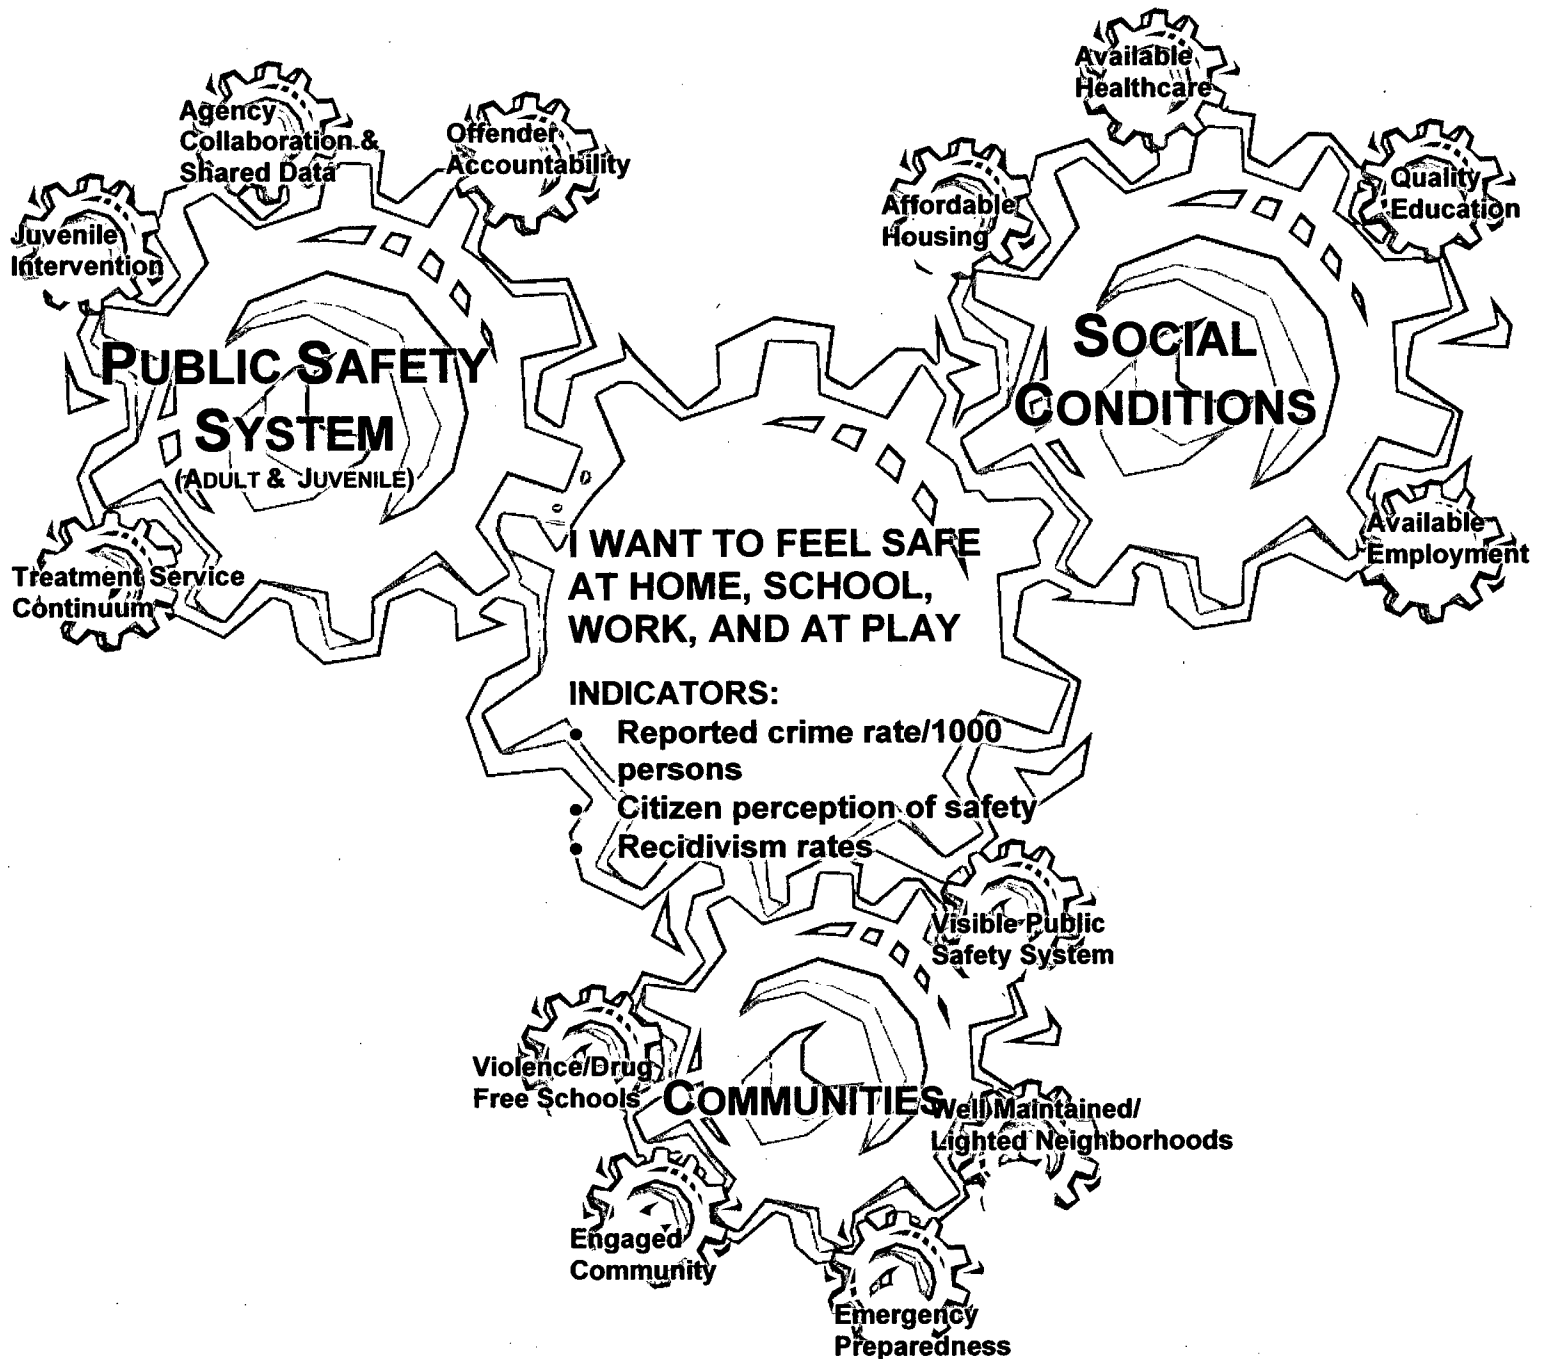 Agency
Collaboration &
Shared Data
Offender
Accountability
Juvenile
Intervention
PUBLIC SAFETY
SYSTEM
(ADULT & JUVENILE)
Treatment Service
Continuum
Available
Healthcare
Affordable
Housing
Quality
Education
SOCIAL
CONDITIONS
Available
Employment
I WANT TO FEEL SAFE
AT HOME, SCHOOL,
WORK, AND AT PLAY
INDICATORS:
• Reported crime rate/1000
persons
• Citizen perception of safety
• Recidivism rates
Visible Public
Safety System
Violence/Drug
Free Schools
COMMUNITIES
Well Maintained/
Lighted Neighborhoods
Engaged
Community
Emergency
Preparedness